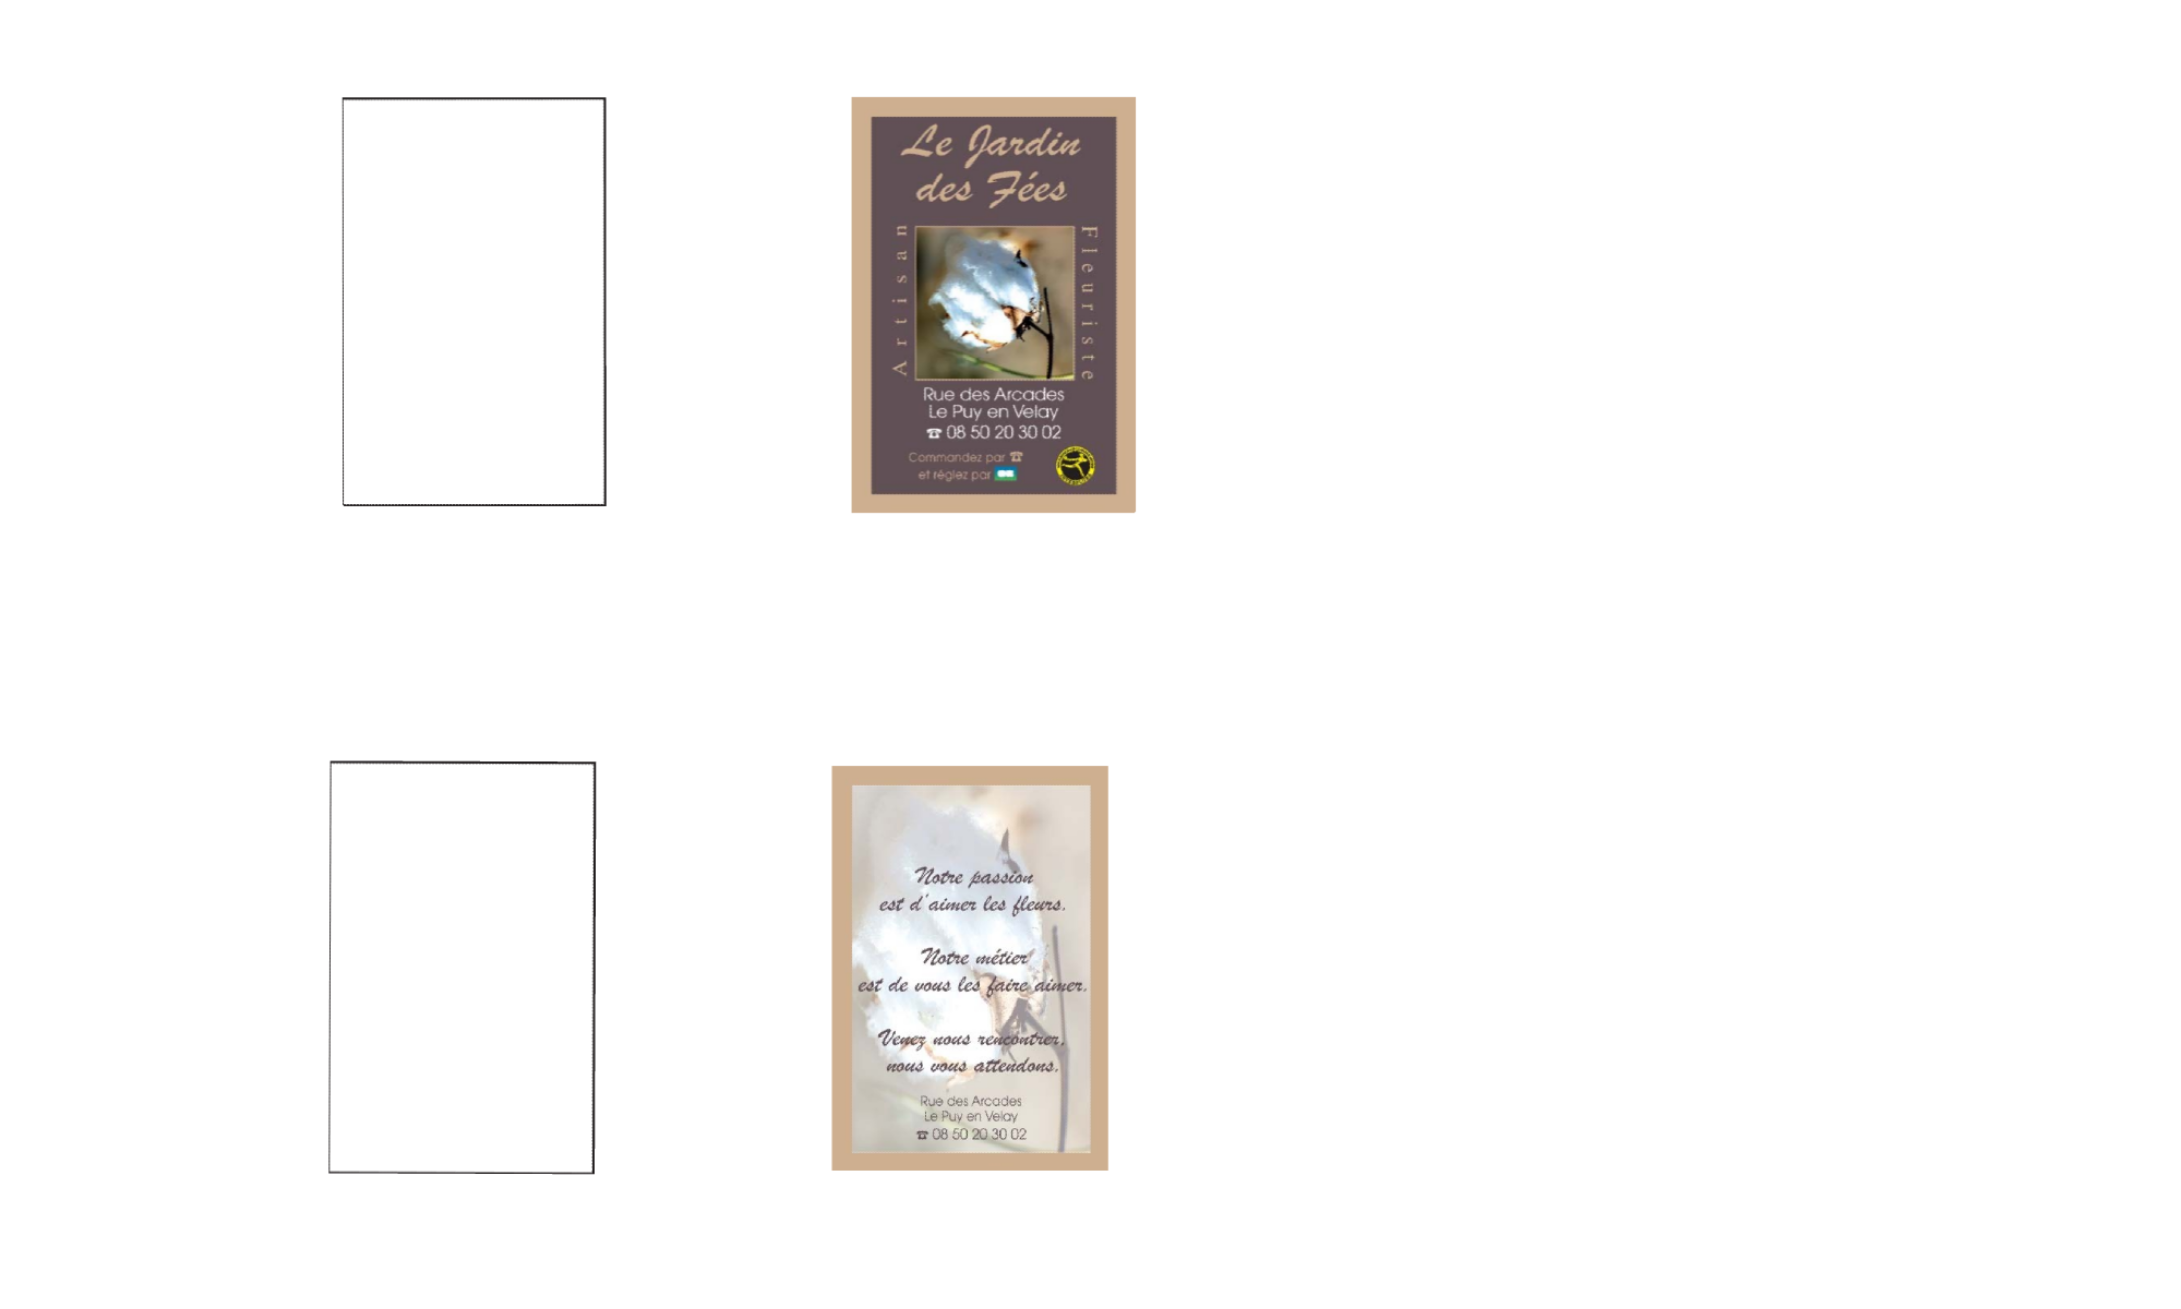 Le Jardin
des Fées
Artisan
Fleuriste
Rue des Arcades
Le Puy en Velay
☎ 08 50 20 30 02
Commandez par ☎
et réglez par
Notre passion
est d'aimer les fleurs.
Notre métier
est de vous les faire aimer.
Venez nous rencontrer,
nous vous attendons.
Rue des Arcades
Le Puy en Velay
☎ 08 50 20 30 02